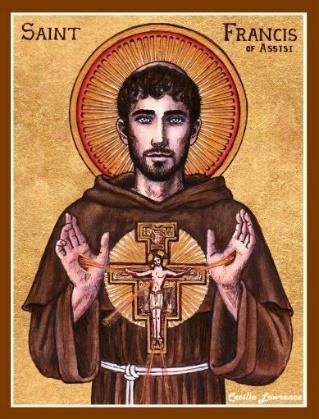 SAINT FRANCIS
OF ASSISI
Cecilia Lawrence